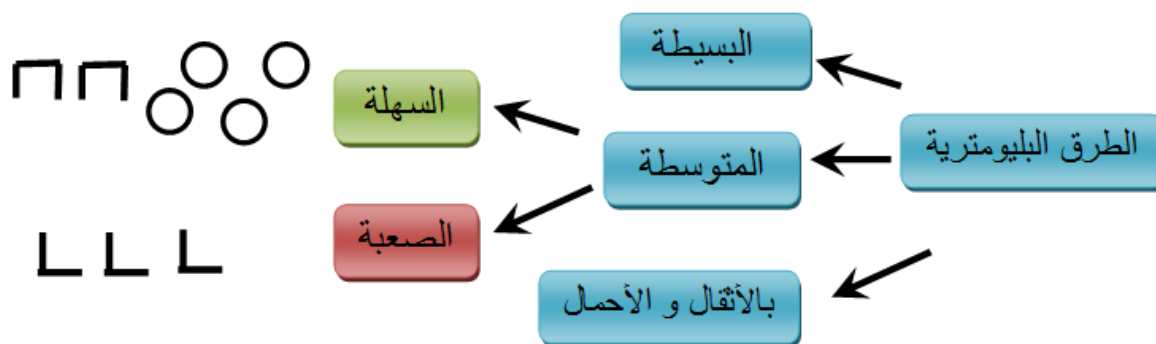 الطرق البليومترية
البسيطة
المتوسطة
السهلة
الصعبة
بالأثقال و الأحمال